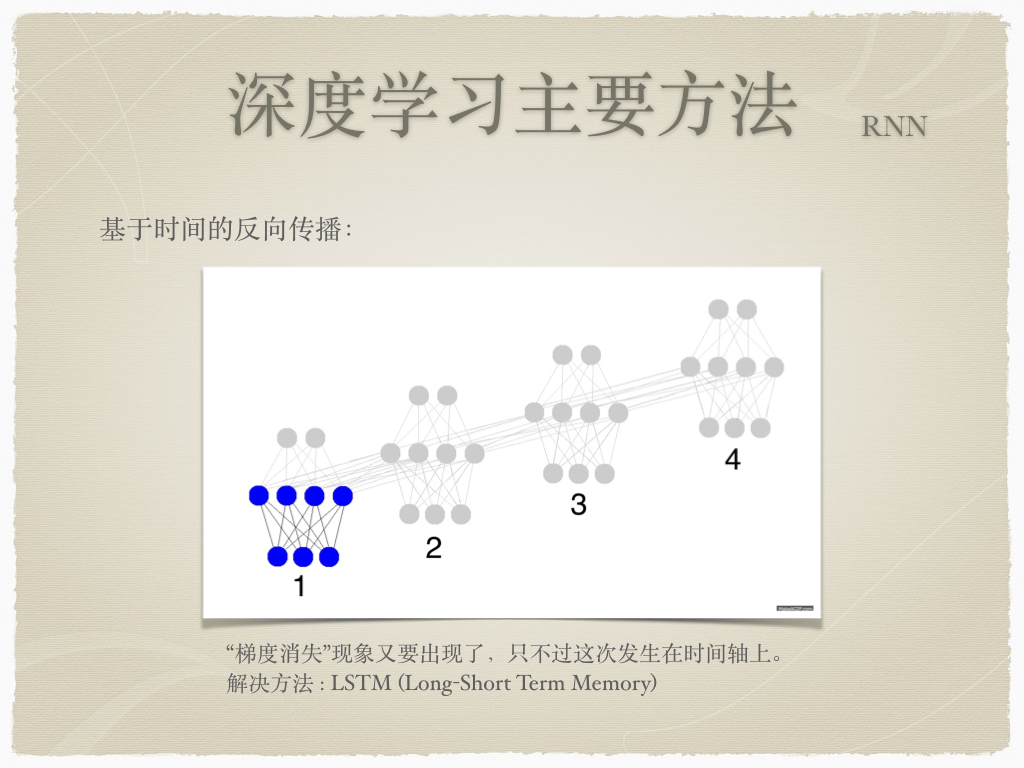 深度学习主要方法
RNN
基于时间的反向传播：
4
3
2
1
“梯度消失”现象又要出现了，只不过这次发生在时间轴上。
解决方法 : LSTM (Long-Short Term Memory)